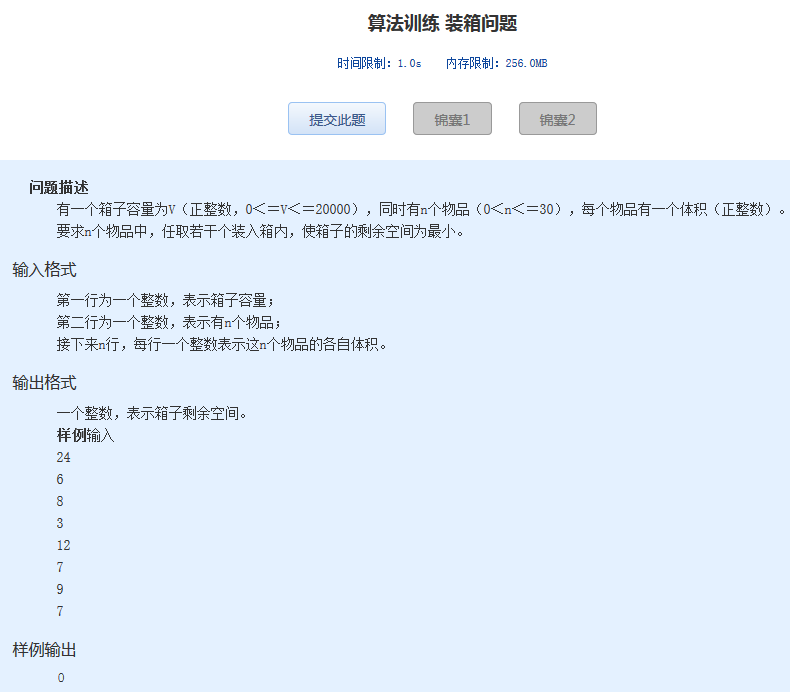 算法训练 装箱问题
时间限制：1.0s 内存限制：256.0MB
提交此题 锦囊1 锦囊2
问题描述
有一个箱子容量为V（正整数，0＜＝V＜＝20000），同时有n个物品（0＜n＜＝30），每个物品有一个体积（正整数）。
要求n个物品中，任取若干个装入箱内，使箱子的剩余空间为最小。
输入格式
第一行为一个整数，表示箱子容量；
第二行为一个整数，表示有n个物品；
接下来n行，每行一个整数表示这n个物品的各自体积。
输出格式
一个整数，表示箱子剩余空间。
样例输入
24
6
8
3
12
7
9
7
样例输出
0